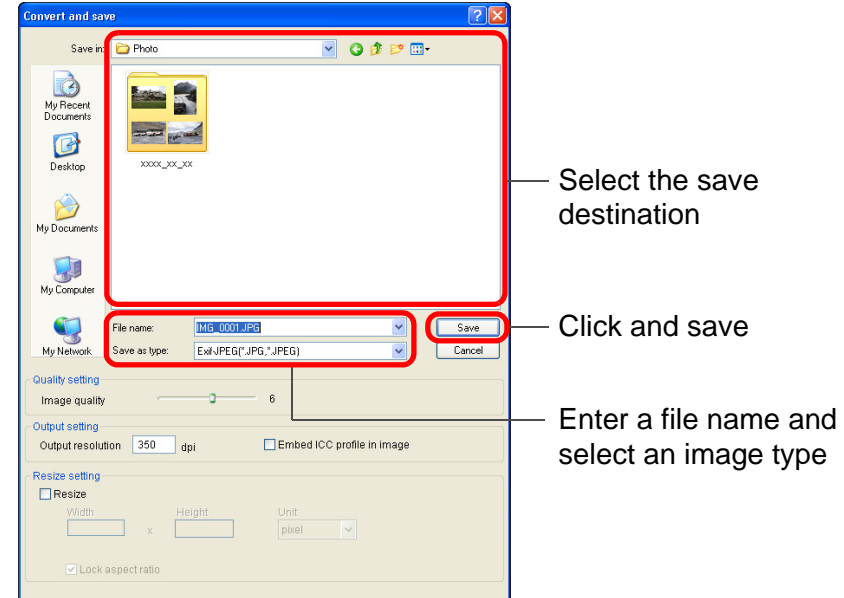 Convert and save
Save in:
Photo
My Recent
Documents
Desktop
My Documents
My Computer
My Network
xxxx_xx_xx
File name:
IMG_0001.JPG
Save
Save as type:
Exif-JPEG(*.JPG,*.JPEG)
Cancel
Quality setting
Image quality
6
Output setting
Output resolution
350
dpi
Embed ICC profile in image
Resize setting
Resize
Width
Height
Unit
x
pixel
Lock aspect ratio
Select the save
destination
Click and save
Enter a file name and
select an image type